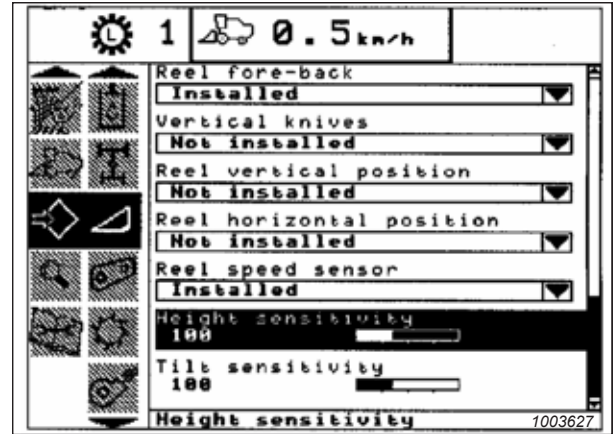 L 1 0.5km/h
Reel fore-back
Installed
Vertical knives
Not installed
Reel vertical position
Not installed
Reel horizontal position
Not installed
Reel speed sensor
Installed
Height sensitivity
100
Tilt sensitivity
100
Height sensitivity
1003627